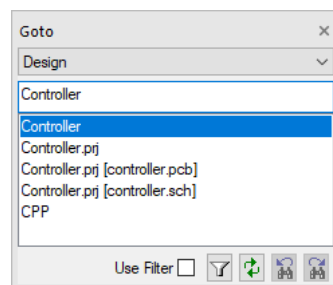 Goto
Design
Controller
Controller
Controller.prj
Controller.prj [controller.pcb]
Controller.prj [controller.sch]
CPP
Use Filter